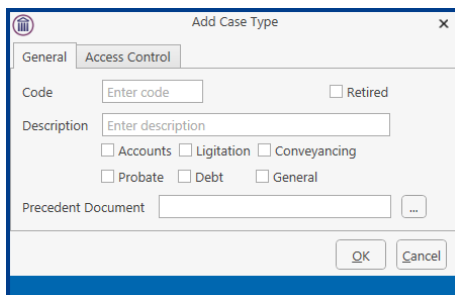 Add Case Type
General Access Control
Code Enter code Retired
Description Enter description
Accounts Ligitation Conveyancing
Probate Debt General
Precedent Document ...
OK Cancel